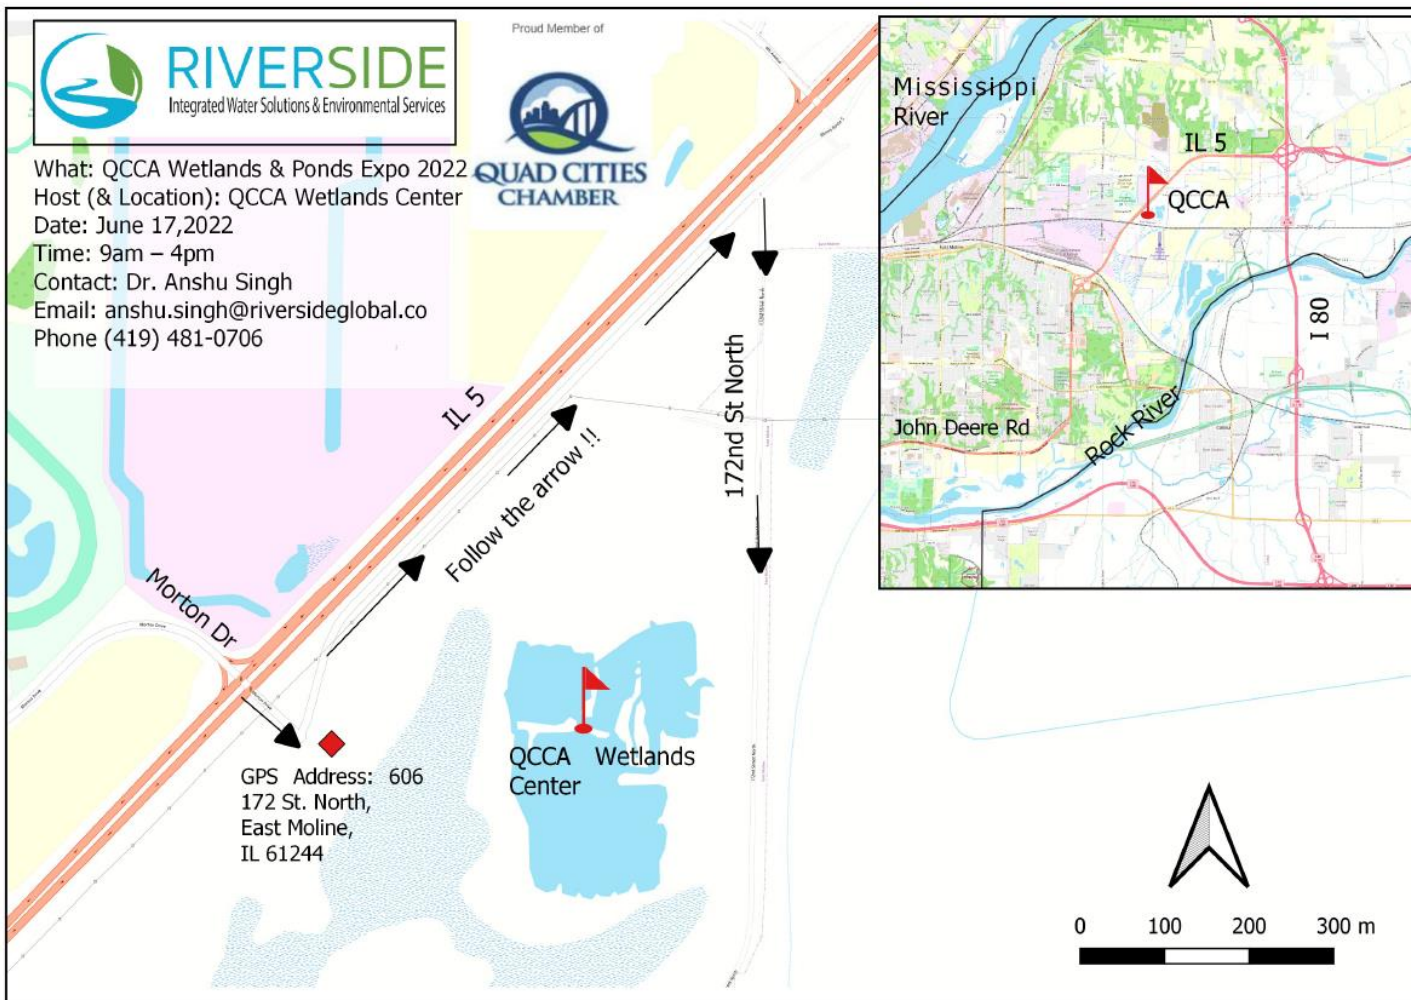 RIVERSIDE
Integrated Water Solutions & Environmental Services
Proud Member of
QUAD CITIES
CHAMBER
What: QCCA Wetlands & Ponds Expo 2022
Host (& Location): QCCA Wetlands Center
Date: June 17,2022
Time: 9am – 4pm
Contact: Dr. Anshu Singh
Email: anshu.singh@riversideglobal.co
Phone (419) 481-0706
IL 5
Follow the arrow !!
172nd St North
Morton Dr
Morton Drive
GPS Address: 606
172 St. North,
East Moline,
IL 61244
QCCA Wetlands
Center
Mississippi
River
IL 5
QCCA
I 80
John Deere Rd
Rock River
0 100 200 300 m